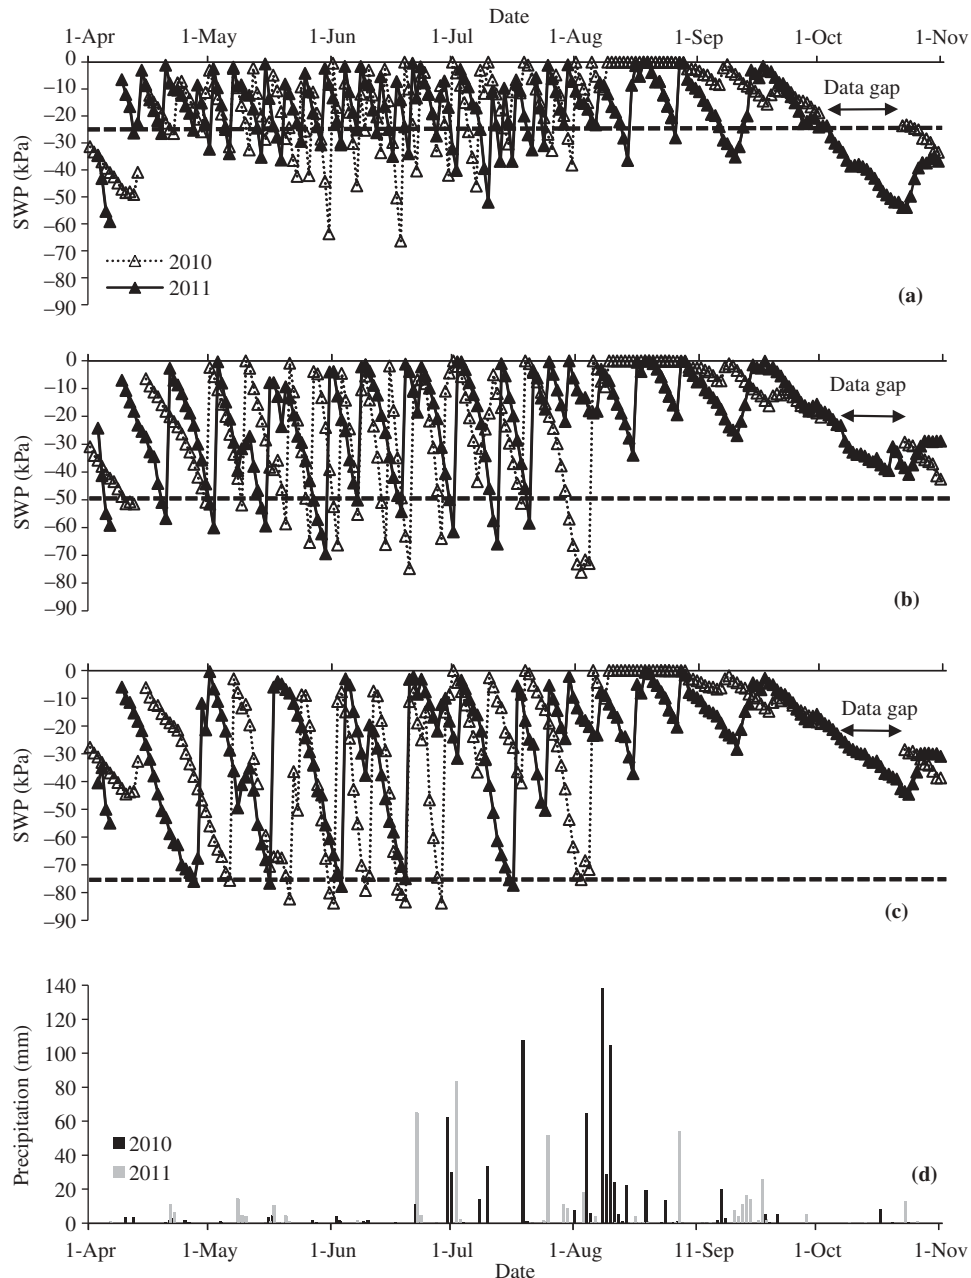 Date
1-Apr 1-May 1-Jun 1-Jul 1-Aug 1-Sep 1-Oct 1-Nov
0
−10
−20
−30
−40
−50
−60
−70
−80
−90
SWP (kPa)
Data gap
2010
2011
(a)
0
−10
−20
−30
−40
−50
−60
−70
−80
−90
SWP (kPa)
Data gap
(b)
0
−10
−20
−30
−40
−50
−60
−70
−80
−90
SWP (kPa)
Data gap
(c)
140
120
100
80
60
40
20
0
Precipitation (mm)
2010
2011
(d)
1-Apr 1-May 1-Jun 1-Jul 1-Aug 11-Sep 1-Oct 1-Nov
Date